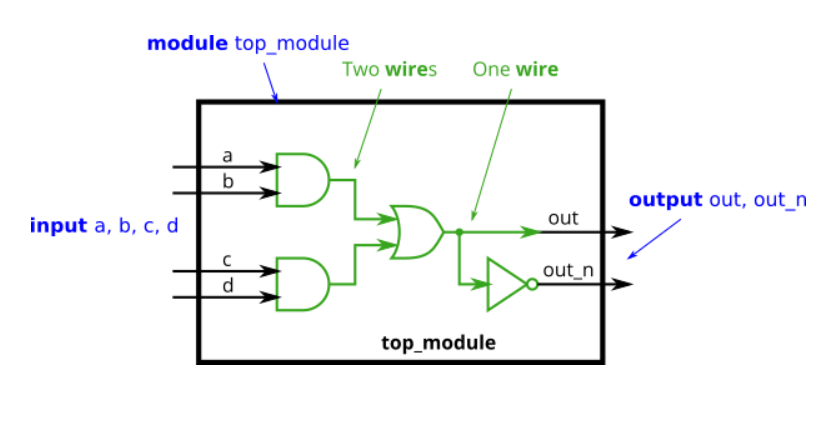 module top_module
Two wires
One wire
a
b
input a, b, c, d
c
d
out
out_n
output out, out_n
top_module